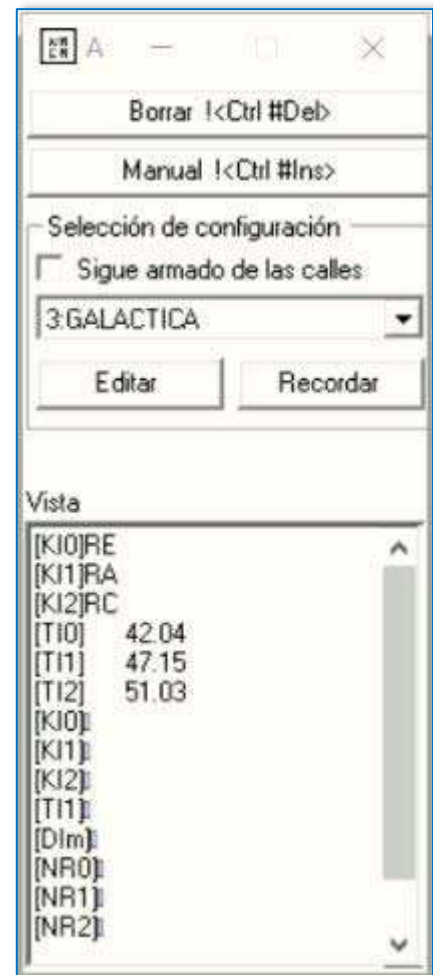 A
Borrar !<Ctrl #Del>
Manual !<Ctrl #Ins>
Selección de configuración
Sigue armado de las calles
3:GALACTICA
Editar Recordar
Vista
[KI0]RE
[KI1]RA
[KI2]RC
[TI0] 42.04
[TI1] 47.15
[TI2] 51.03
[KI0]
[KI1]
[KI2]
[TI1]
[DIm]
[NR0]
[NR1]
[NR2]